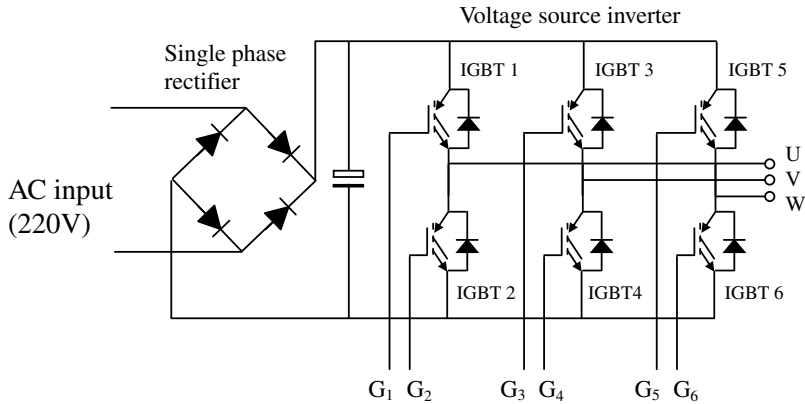 Voltage source inverter
Single phase
rectifier
IGBT 1
IGBT 3
IGBT 5
AC input
(220V)
U
V
W
IGBT 2
IGBT4
IGBT 6
G1 G2 G3 G4 G5 G6